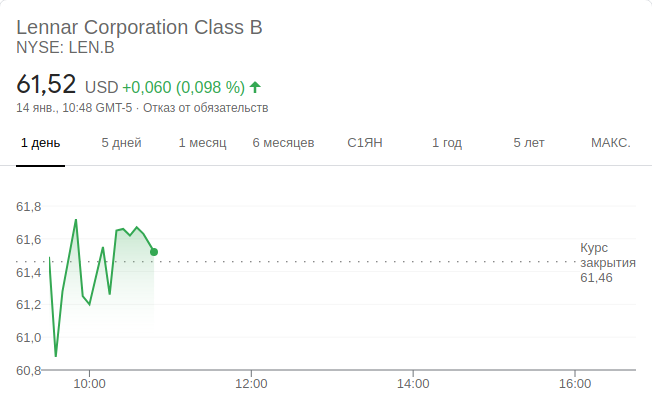 Lennar Corporation Class B
NYSE: LEN.B
61,52 USD +0,060 (0,098 %)
14 янв., 10:48 GMT-5 · Отказ от обязательств
1 день 5 дней 1 месяц 6 месяцев С1ЯН 1 год 5 лет МАКС.
61,8
61,6
61,4
61,2
61,0
60,8
Курс
закрытия
61,46
10:00 12:00 14:00 16:00